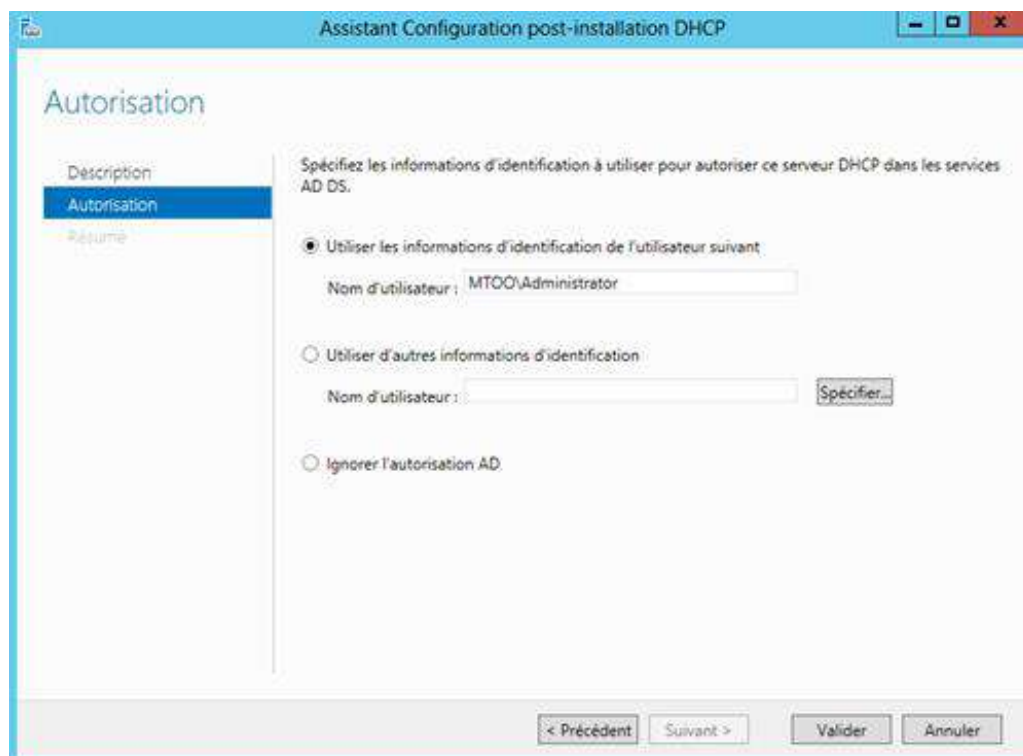 Assistant Configuration post-installation DHCP
Autorisation
Description
Autorisation
Résumé
Spécifiez les informations d'identification à utiliser pour autoriser ce serveur DHCP dans les services
AD DS.
Utiliser les informations d'identification de l'utilisateur suivant
Nom d'utilisateur : MTOO\Administrator
Utiliser d'autres informations d'identification
Nom d'utilisateur :
Spécifier...
Ignorer l'autorisation AD
< Précédent Suivant > Valider Annuler